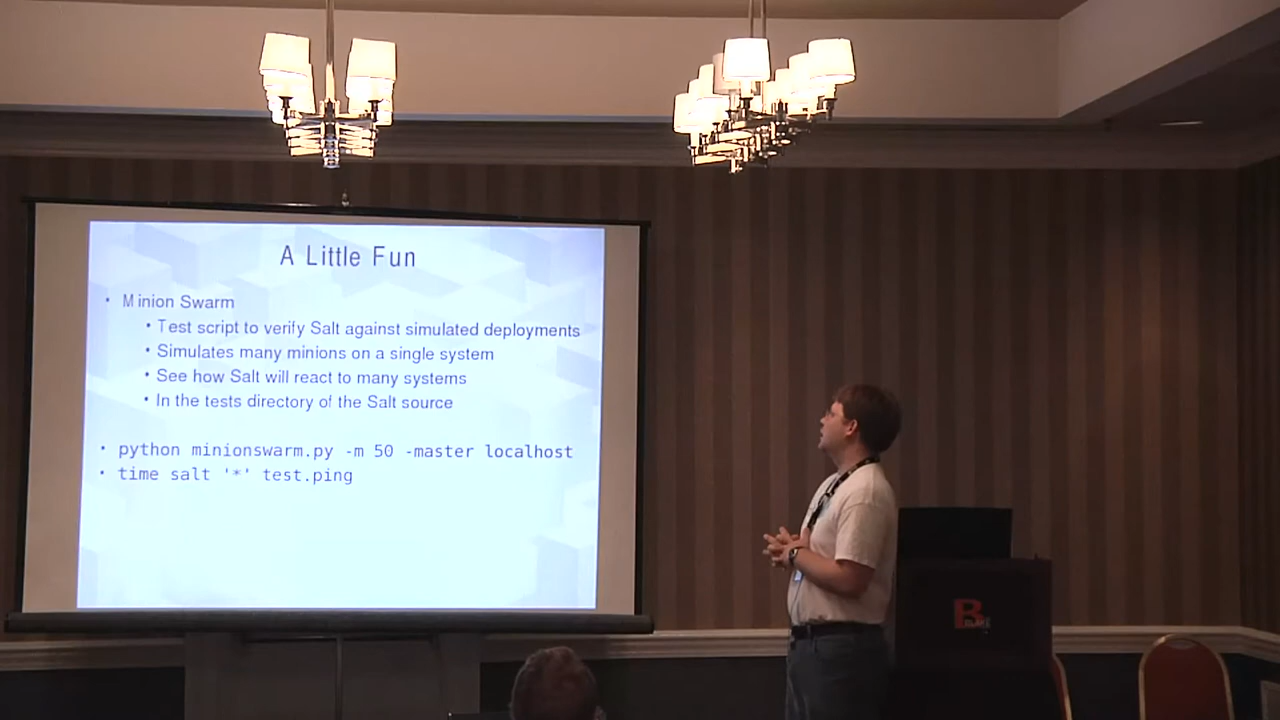 A Little Fun
• Minion Swarm
• Test script to verify Salt against simulated deployments
• Simulates many minions on a single system
• See how Salt will react to many systems
• In the tests directory of the Salt source
• python minionswarm.py -m 50 -master localhost
• time salt '*' test.ping